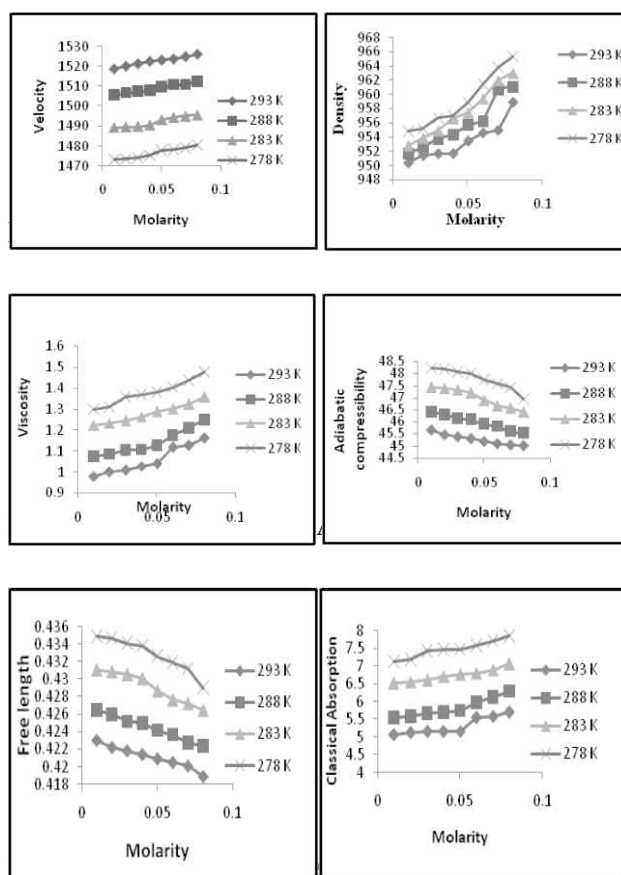 Velocity
1530
1520
1510
1500
1490
1480
1470
0
0.05
0.1
Molarity
293 K
288 K
283 K
278 K
Density
968
966
964
962
960
958
956
954
952
950
948
0
0.05
0.1
Molarity
293 K
288 K
283 K
278 K
Viscosity
1.6
1.5
1.4
1.3
1.2
1.1
1
0.9
0
0.05
0.1
Molarity
293 K
288 K
283 K
278 K
Adiabatic
compressibility
48.5
48
47.5
47
46.5
46
45.5
45
44.5
0
0.05
0.1
Molarity
293 K
288 K
283 K
278 K
Free length
0.436
0.434
0.432
0.43
0.428
0.426
0.424
0.422
0.42
0.418
0
0.05
0.1
Molarity
293 K
288 K
283 K
278 K
Classical Absorption
8
7.5
7
6.5
6
5.5
5
4.5
4
0
0.05
0.1
Molarity
293 K
288 K
283 K
278 K